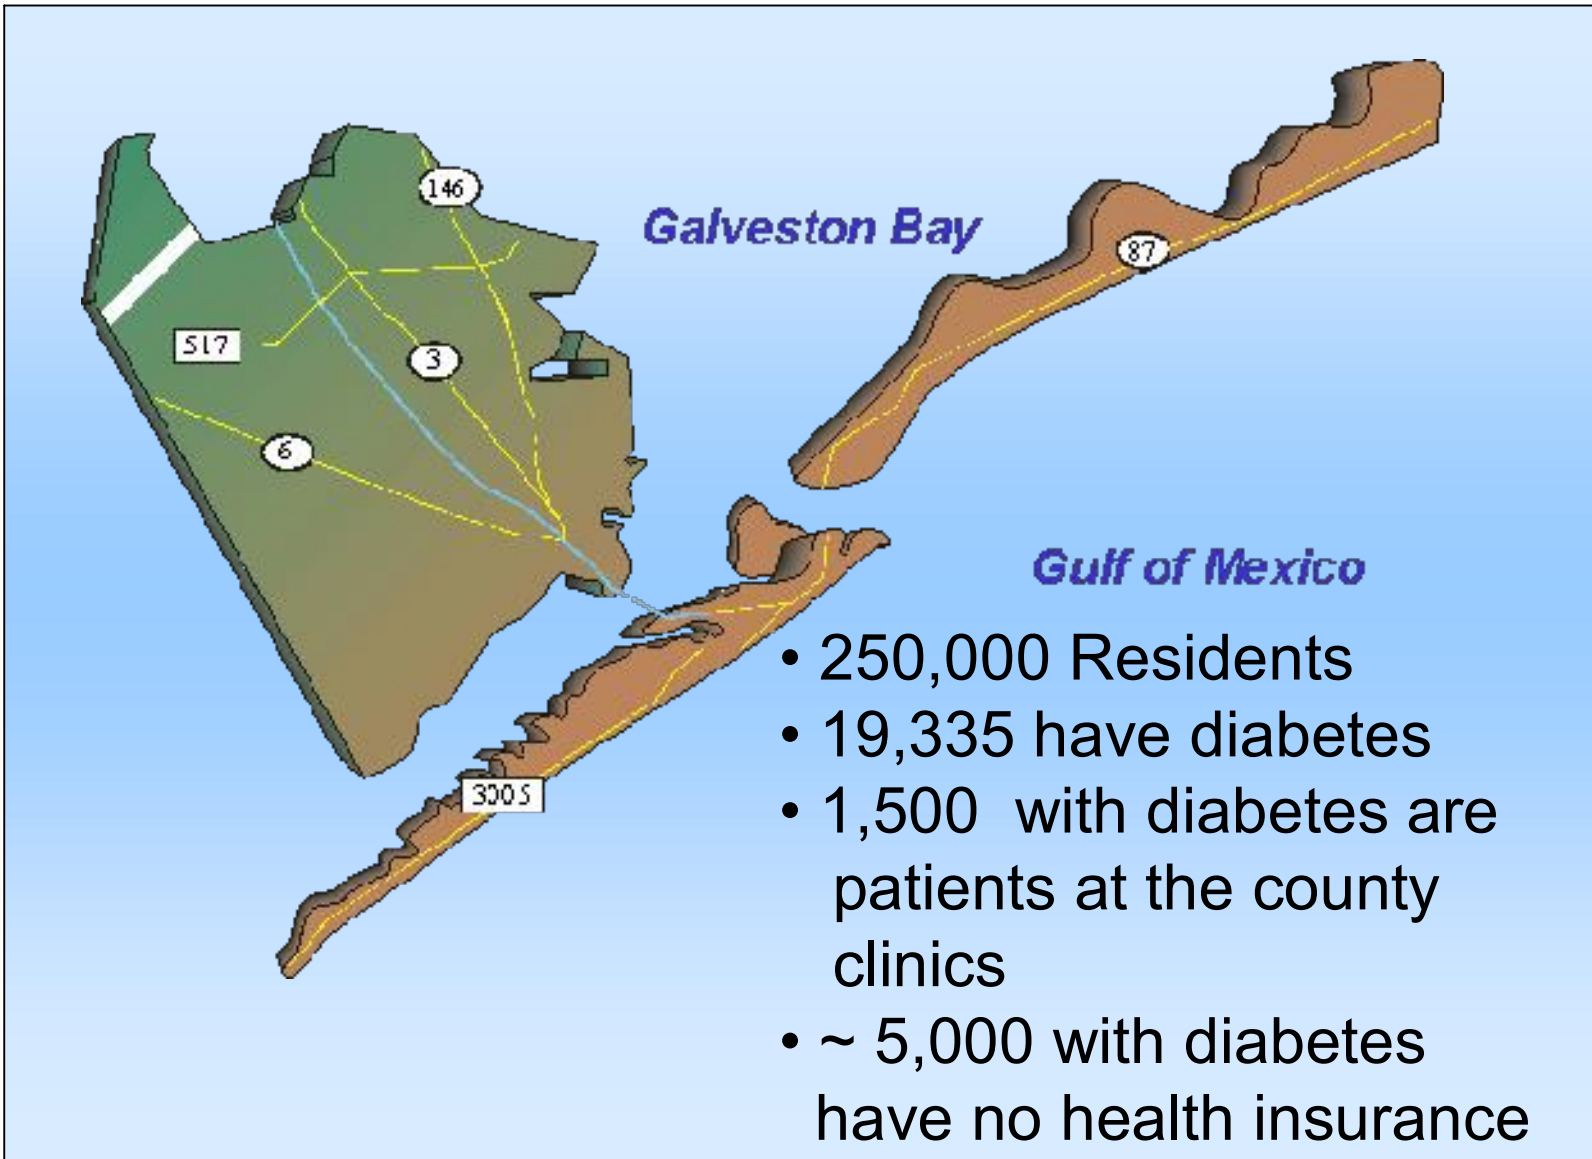 146
Galveston Bay
87
517
3
6
Gulf of Mexico
• 250,000 Residents
• 19,335 have diabetes
3005
• 1,500 with diabetes are
patients at the county
clinics
• ~ 5,000 with diabetes
have no health insurance